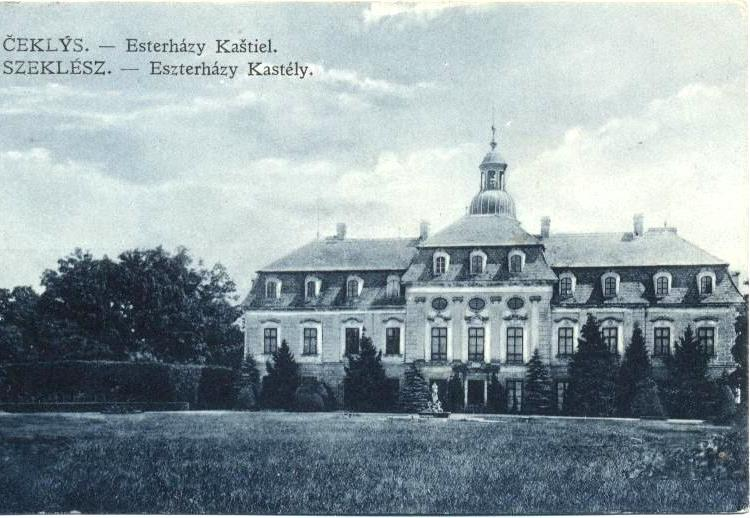 ČEKLÝS. — Esterházy Kaštiel.
SZEKLÉSZ. — Eszterházy Kastély.